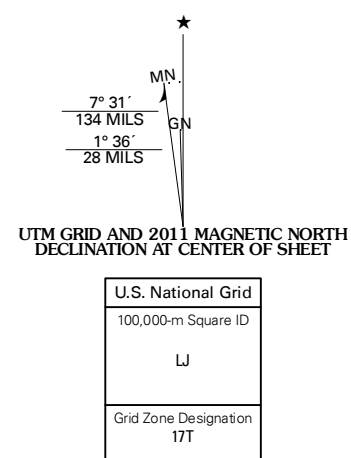 ★
MN
7° 31´
134 MILS
GN
1° 36´
28 MILS
UTM GRID AND 2011 MAGNETIC NORTH
DECLINATION AT CENTER OF SHEET
U.S. National Grid
100,000-m Square ID
LJ
Grid Zone Designation
17T